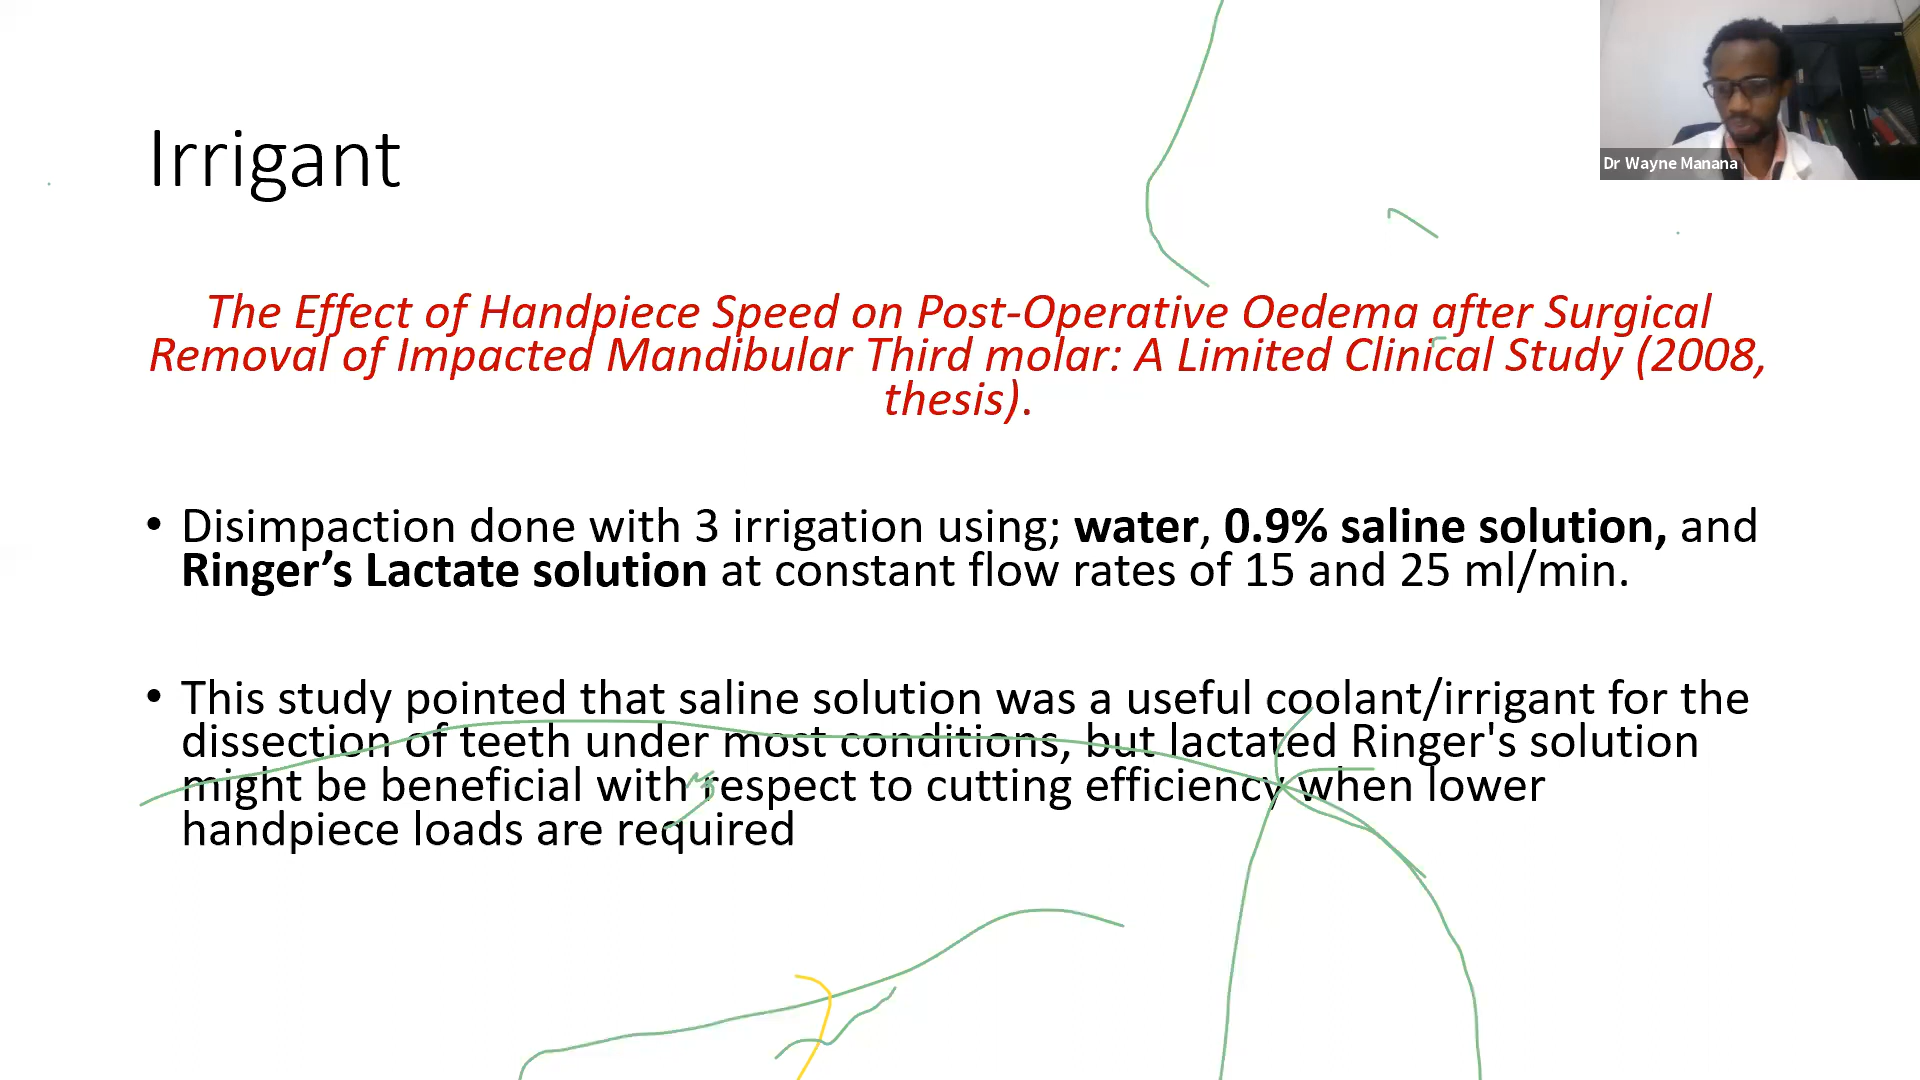 Dr Wayne Manana
Irrigant
The Effect of Handpiece Speed on Post-Operative Oedema after Surgical
Removal of Impacted Mandibular Third molar: A Limited Clinical Study (2008,
thesis).
• Disimpaction done with 3 irrigation using; water, 0.9% saline solution, and
Ringer’s Lactate solution at constant flow rates of 15 and 25 ml/min.
• This study pointed that saline solution was a useful coolant/irrigant for the
dissection of teeth under most conditions, but lactated Ringer's solution
might be beneficial with respect to cutting efficiency when lower
handpiece loads are required